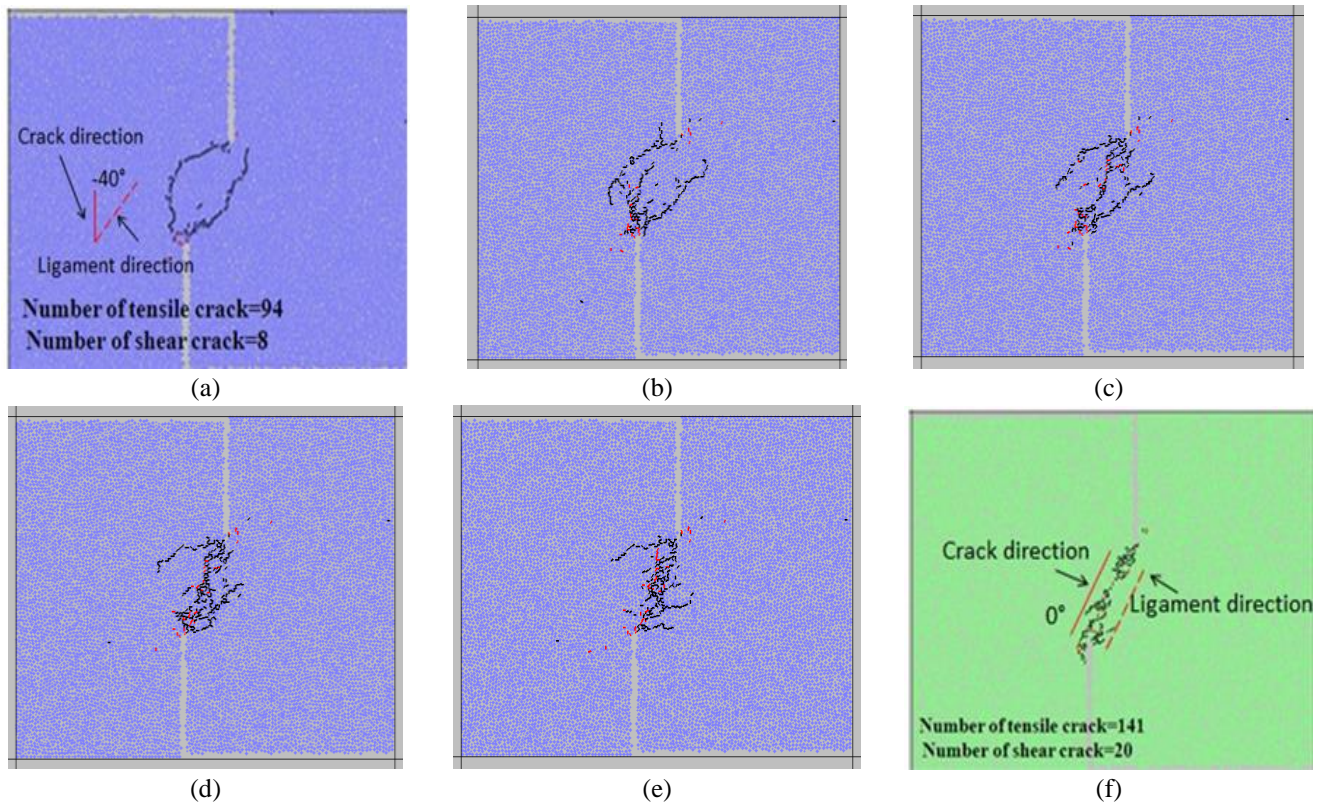 Crack direction
-40°
Ligament direction
Number of tensile crack=94
Number of shear crack=8
(a)
(b)
(c)
Crack direction
0°
Ligament direction
Number of tensile crack=141
Number of shear crack=20
(d)
(e)
(f)